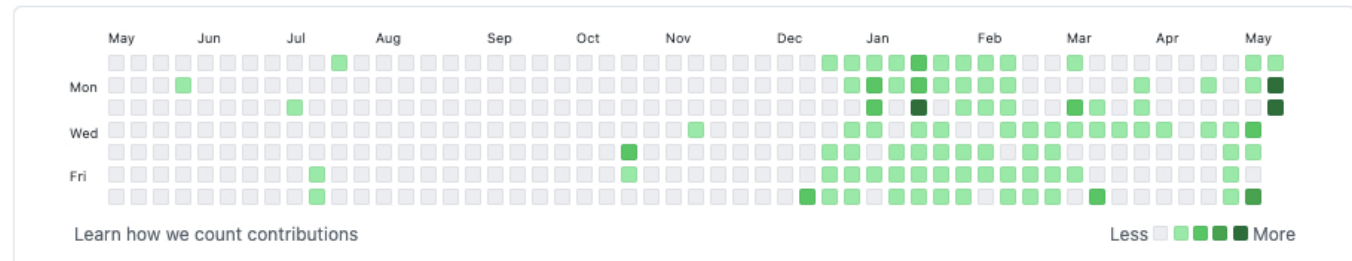 May Jun Jul Aug Sep Oct Nov Dec Jan Feb Mar Apr May
Mon
Wed
Fri
Learn how we count contributions
Less More